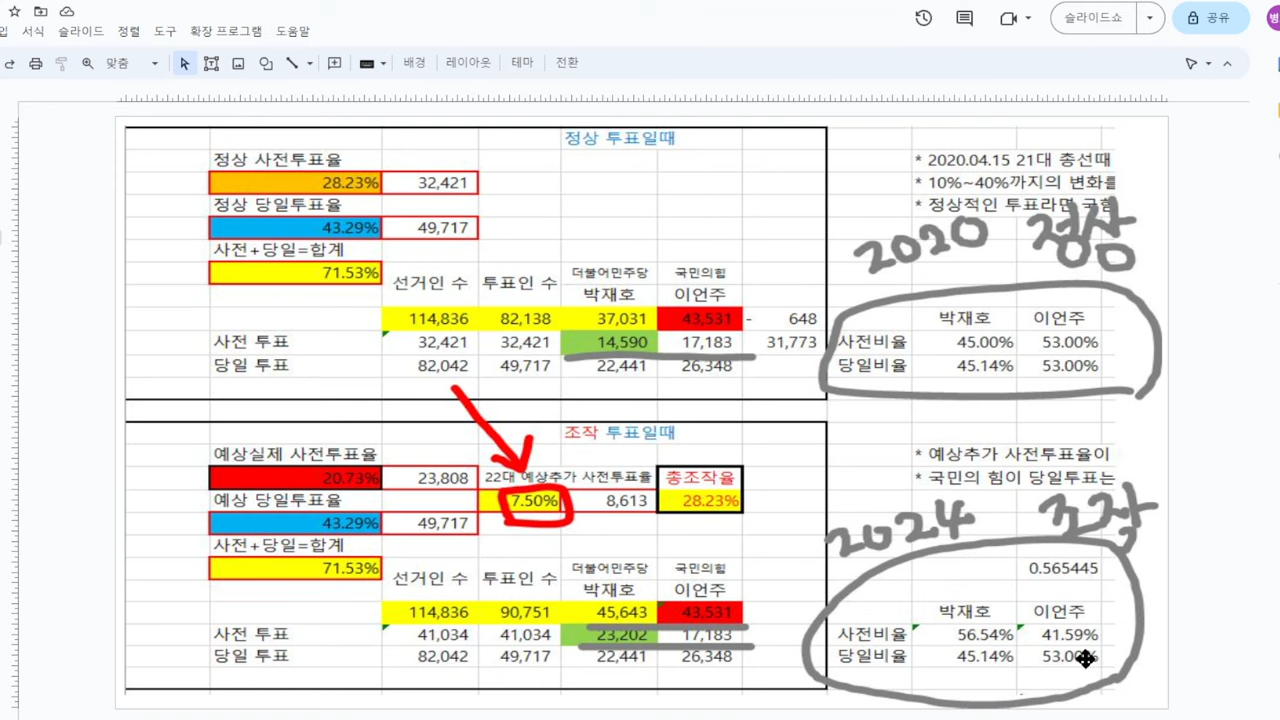 서식 슬라이드 정렬 도구 확장 프로그램 도움말
슬라이드쇼
공유
맞춤
배경 레이아웃 테마 전환
정상 투표일때
정상 사전투표율
28.23% 32,421
정상 당일투표율
43.29% 49,717
사전+당일=합계
71.53%
선거인 수 투표인 수 더불어민주당 국민의힘
박재호 이언주
114,836 82,138 37,031 43,531 - 648
사전 투표 32,421 32,421 14,590 17,183 31,773
당일 투표 82,042 49,717 22,441 26,348
* 2020.04.15 21대 총선때
* 10%~40%까지의 변화를
* 정상적인 투표라면 국힘
2020 정상
박재호 이언주
사전비율 45.00% 53.00%
당일비율 45.14% 53.00%
조작 투표일때
예상실제 사전투표율
20.73% 23,808 22대 예상추가 사전투표율 총조작율
예상 당일투표율 7.50% 8,613 28.23%
43.29% 49,717
사전+당일=합계
71.53%
선거인 수 투표인 수 더불어민주당 국민의힘
박재호 이언주
114,836 90,751 45,643 43,531
사전 투표 41,034 41,034 23,202 17,183
당일 투표 82,042 49,717 22,441 26,348
* 예상추가 사전투표율이
* 국민의 힘이 당일투표는
2024 조작
0.565445
박재호 이언주
사전비율 56.54% 41.59%
당일비율 45.14%